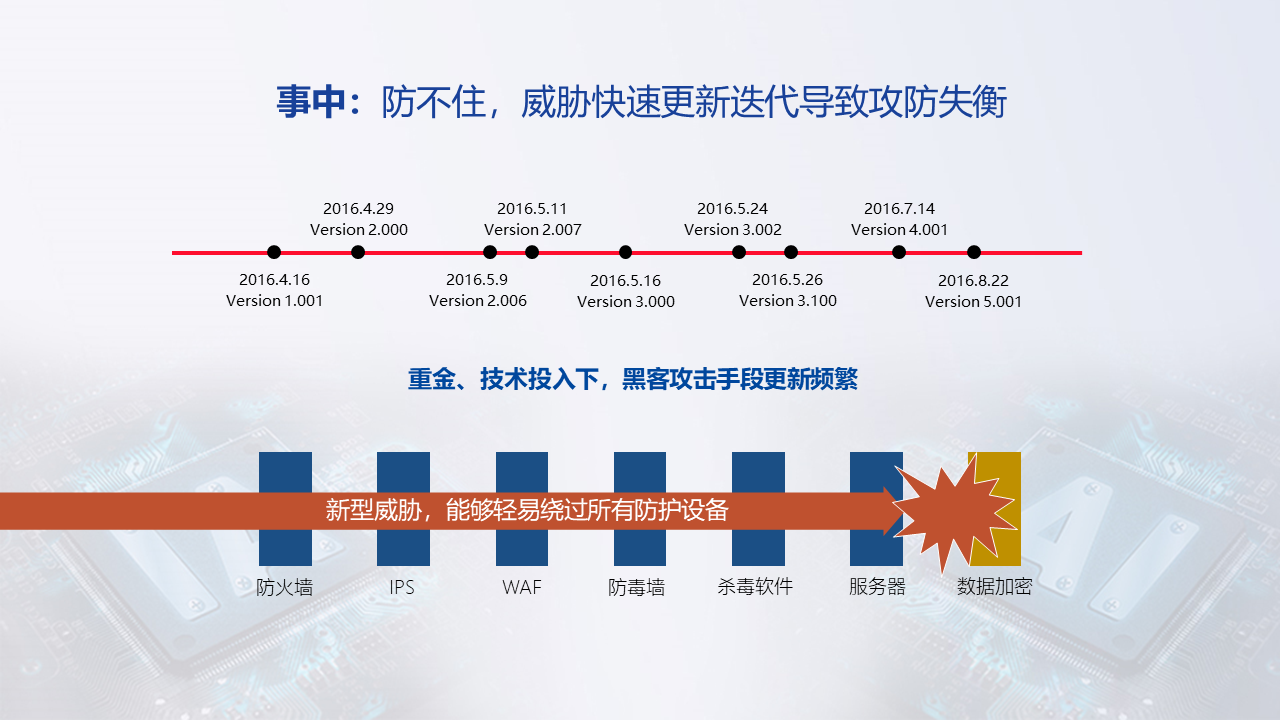 事中：防不住，威胁快速更新迭代导致攻防失衡
2016.4.29
Version 2.000
2016.5.11
Version 2.007
2016.5.24
Version 3.002
2016.7.14
Version 4.001
2016.4.16
Version 1.001
2016.5.9
Version 2.006
2016.5.16
Version 3.000
2016.5.26
Version 3.100
2016.8.22
Version 5.001
重金、技术投入下，黑客攻击手段更新频繁
新型威胁，能够轻易绕过所有防护设备
防火墙
IPS
WAF
防毒墙
杀毒软件
服务器
数据加密
AI
AI